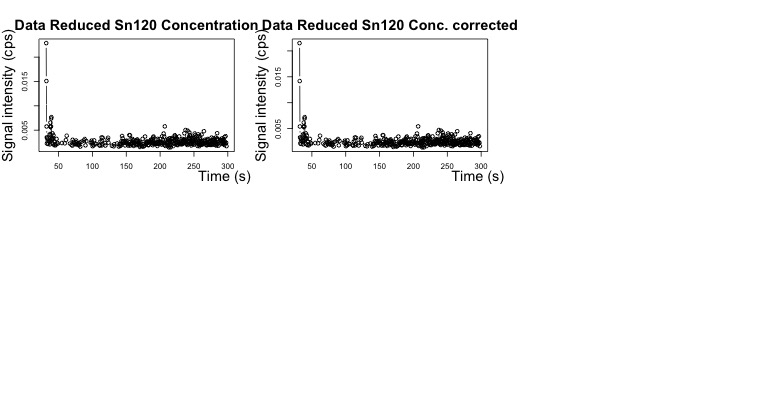 Data Reduced Sn120 Concentration
Signal intensity (cps)
0.015
0.005
50 100 150 200 250 300
Time (s)
Data Reduced Sn120 Conc. corrected
Signal intensity (cps)
0.015
0.005
50 100 150 200 250 300
Time (s)